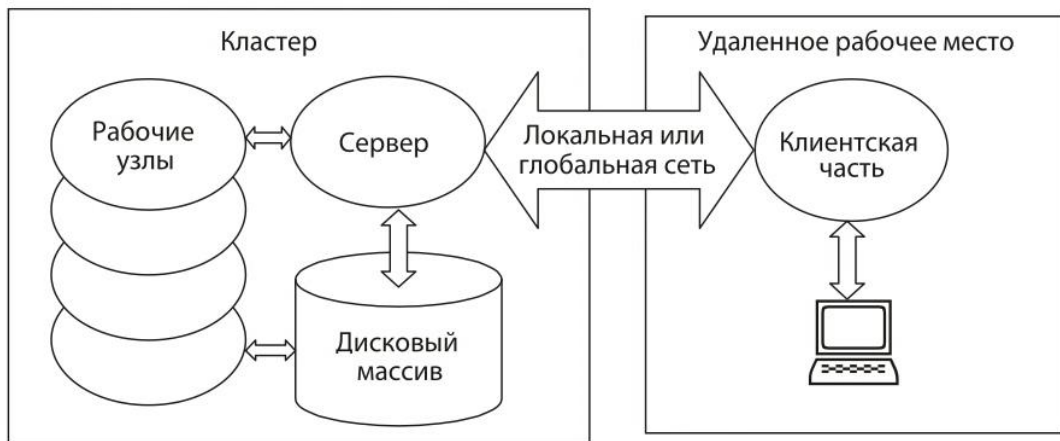 Кластер
Удаленное рабочее место
Рабочие
узлы
Сервер
Локальная или
глобальная сеть
Клиентская
часть
Дисковый
массив